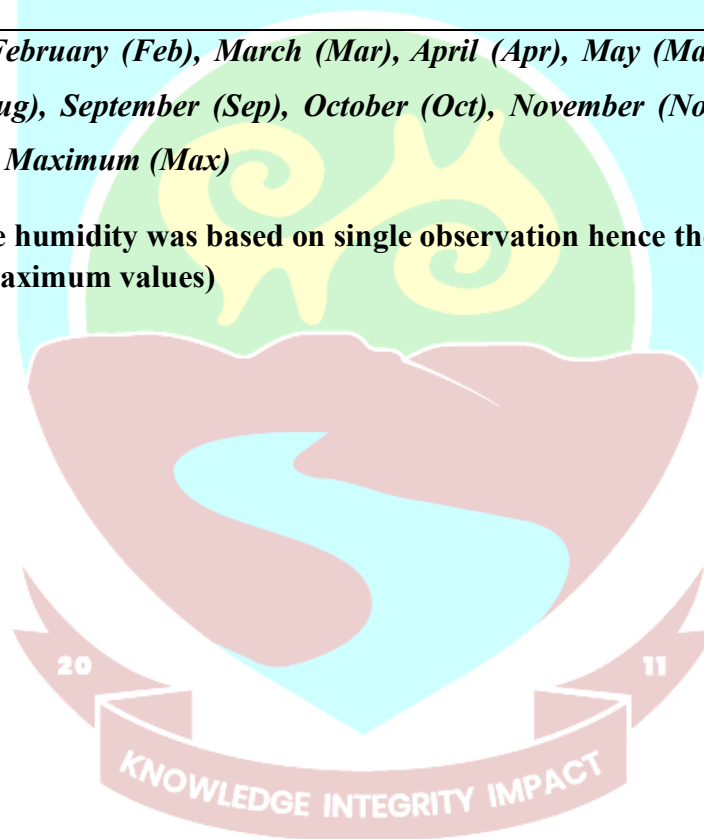 February (Feb), March (Mar), April (Apr), May (Ma
ug), September (Sep), October (Oct), November (No
Maximum (Max)
e humidity was based on single observation hence the
aximum values)
20 11
KNOWLEDGE INTEGRITY IMPACT